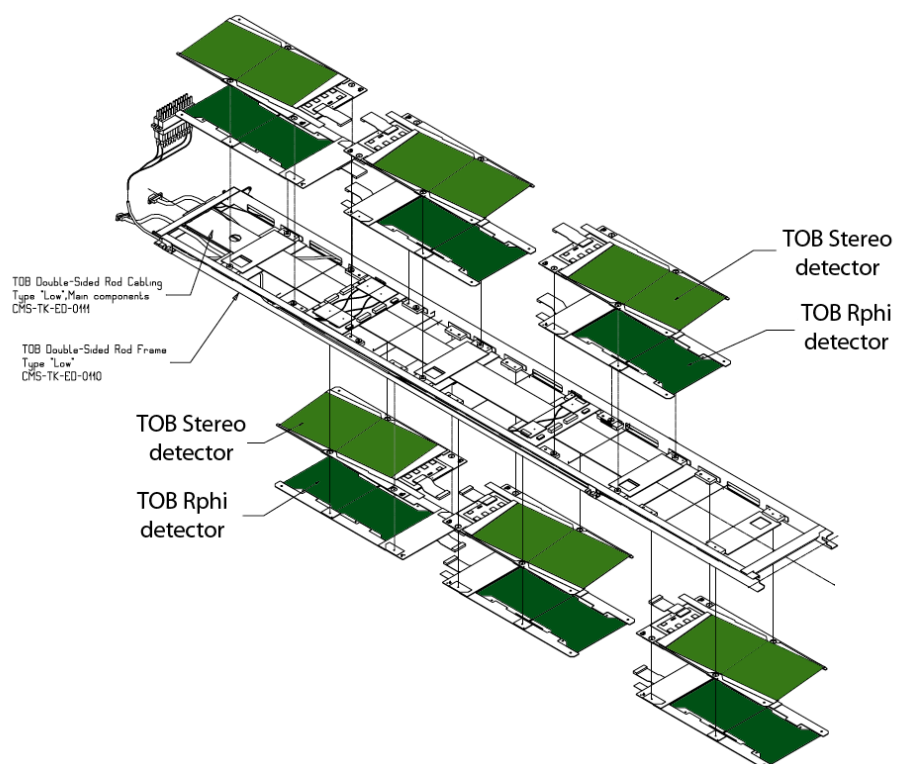 TOB Stereo
detector
TOB Rphi
detector
TOB Double-Sided Rod Cabling
Type "Low",Main components
CMS-TK-ED-0111
TOB Double-Sided Rod Frame
Type "Low"
CMS-TK-ED-0110
TOB Stereo
detector
TOB Rphi
detector